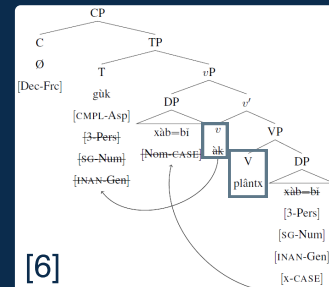 CP
C TP
Ø T vP
[Dec-Frc] gùk DP v′
[CMPL-Asp] xàb=bi v VP
[3-Pers] [Nom-CASE] àk V DP
[SG-Num] plântx xàb=bi
[INAN-Gen] [3-Pers]
[SG-Num]
[INAN-Gen]
[X-CASE]
[6]